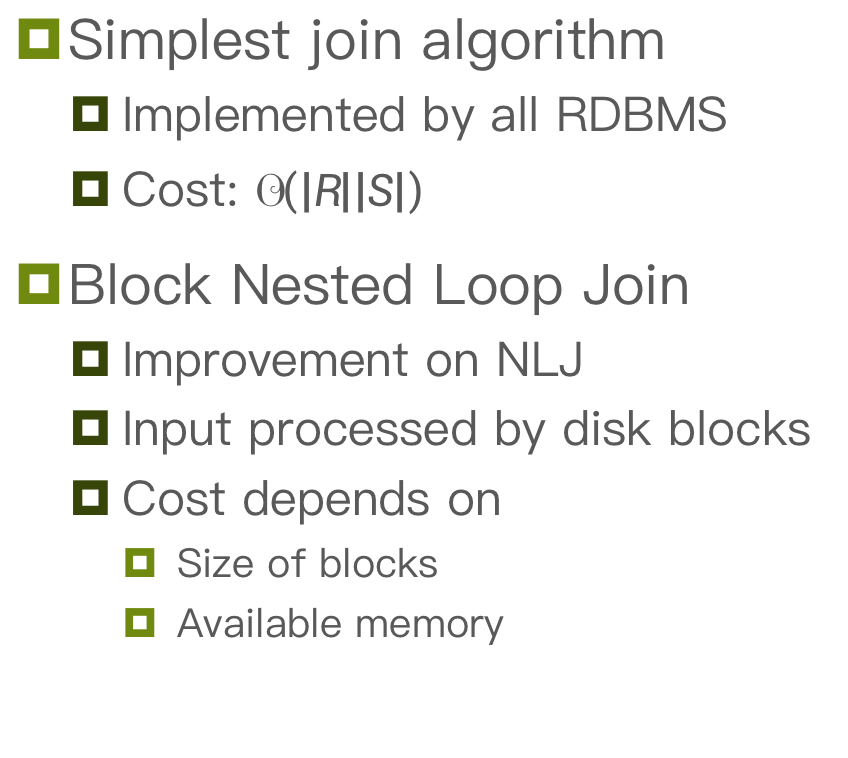 Simplest join algorithm
Implemented by all RDBMS
Cost: O(|R||S|)
Block Nested Loop Join
Improvement on NLJ
Input processed by disk blocks
Cost depends on
Size of blocks
Available memory